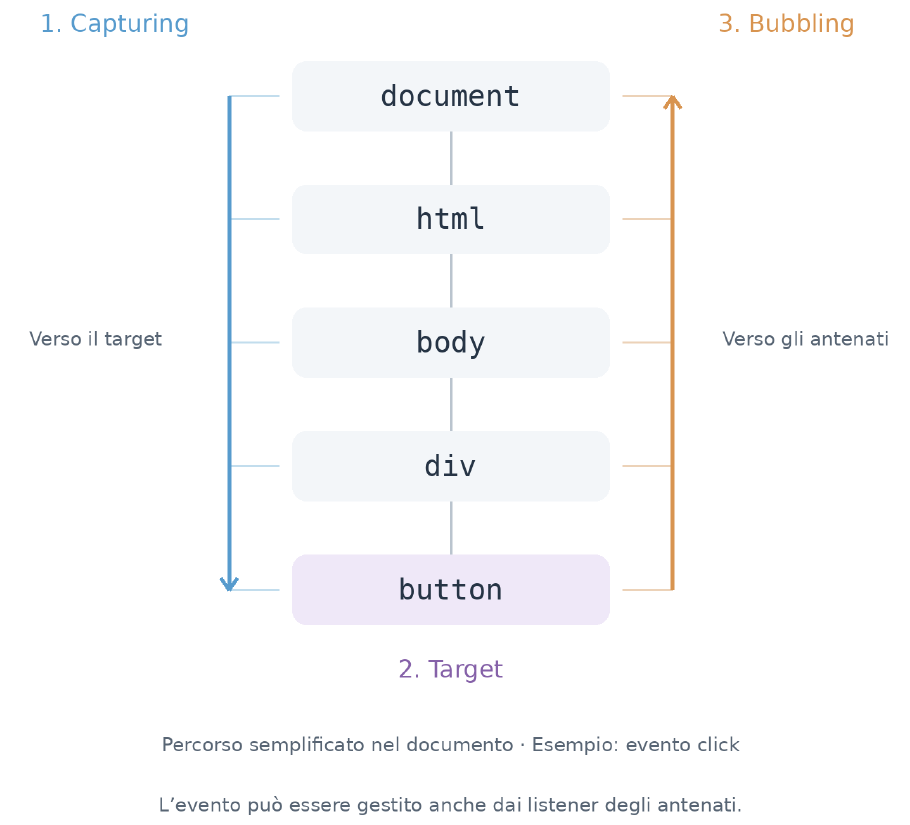 1. Capturing
3. Bubbling
document
html
body
Verso il target
Verso gli antenati
div
button
2. Target
Percorso semplificato nel documento · Esempio: evento click
L’evento può essere gestito anche dai listener degli antenati.